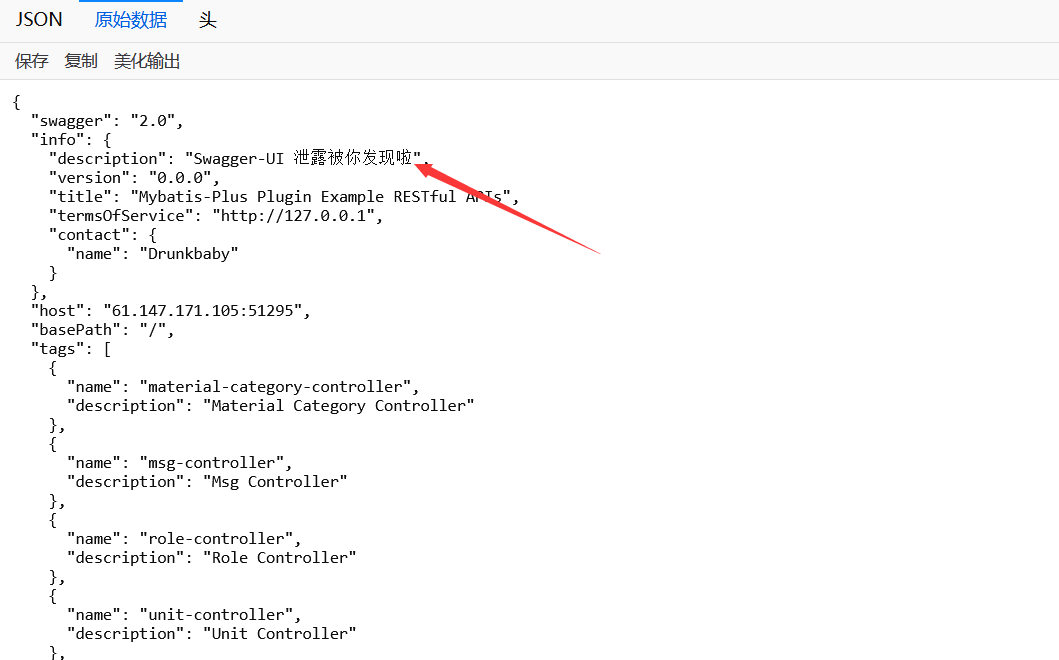 JSON 原始数据 头
保存 复制 美化输出
{
"swagger": "2.0",
"info": {
"description": "Swagger-UI 泄露被你发现啦",
"version": "0.0.0",
"title": "Mybatis-Plus Plugin Example RESTful APIs",
"termsOfService": "http://127.0.0.1",
"contact": {
"name": "Drunkbaby"
}
},
"host": "61.147.171.105:51295",
"basePath": "/",
"tags": [
{
"name": "material-category-controller",
"description": "Material Category Controller"
},
{
"name": "msg-controller",
"description": "Msg Controller"
},
{
"name": "role-controller",
"description": "Role Controller"
},
{
"name": "unit-controller",
"description": "Unit Controller"
},